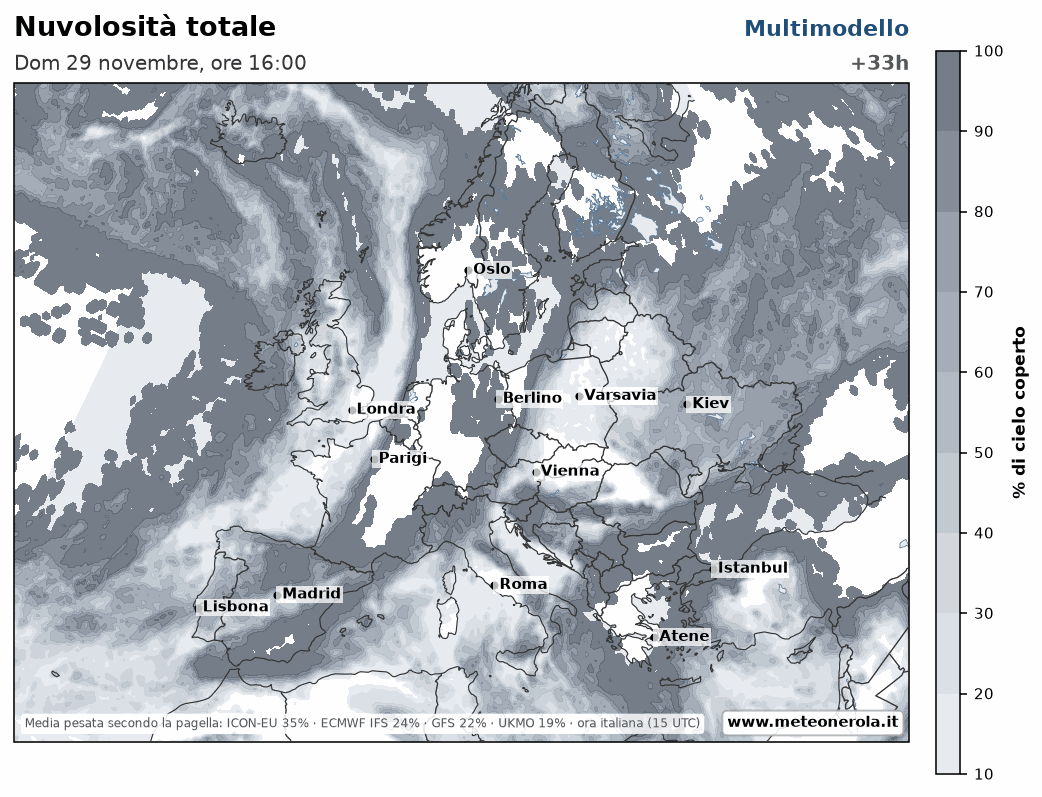 Nuvolosità totale
Multimodello
Dom 29 novembre, ore 16:00
+33h
Oslo
Berlino
Varsavia
Kiev
Londra
Parigi
Vienna
Istanbul
Roma
Madrid
Lisbona
Atene
Media pesata secondo la pagella: ICON-EU 35% · ECMWF IFS 24% · GFS 22% · UKMO 19% · ora italiana (15 UTC)
www.meteonerola.it
100
90
80
70
60
50
40
30
20
10
% di cielo coperto